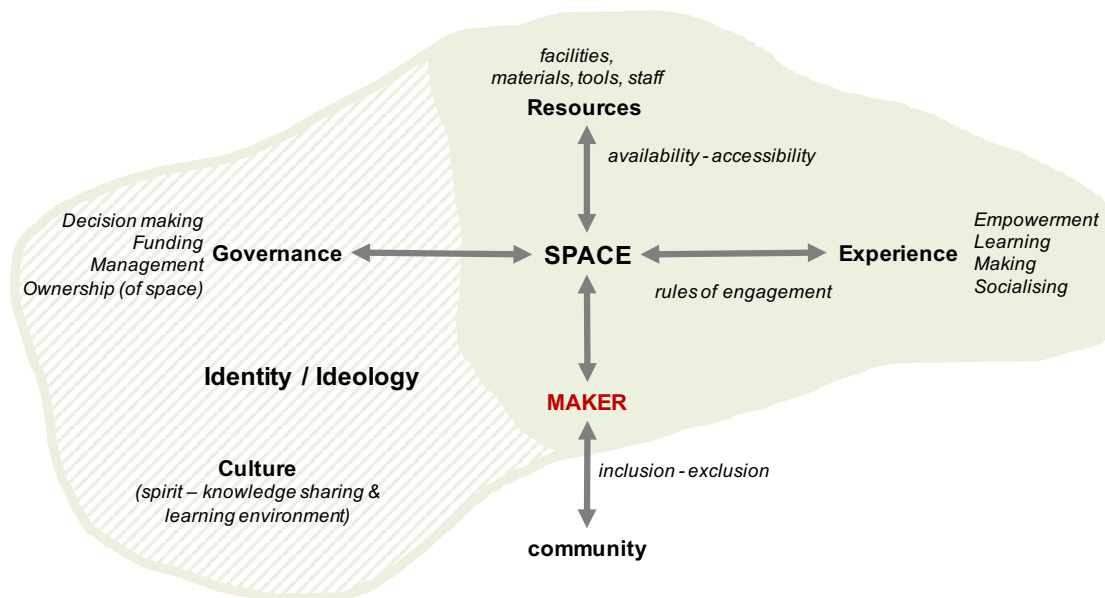 facilities,
materials, tools, staff
Resources
availability - accessibility
Decision making
Funding
Management
Ownership (of space)
Governance
SPACE
Experience
Empowerment
Learning
Making
Socialising
rules of engagement
Identity / Ideology
MAKER
Culture
(spirit – knowledge sharing &
learning environment)
inclusion - exclusion
community